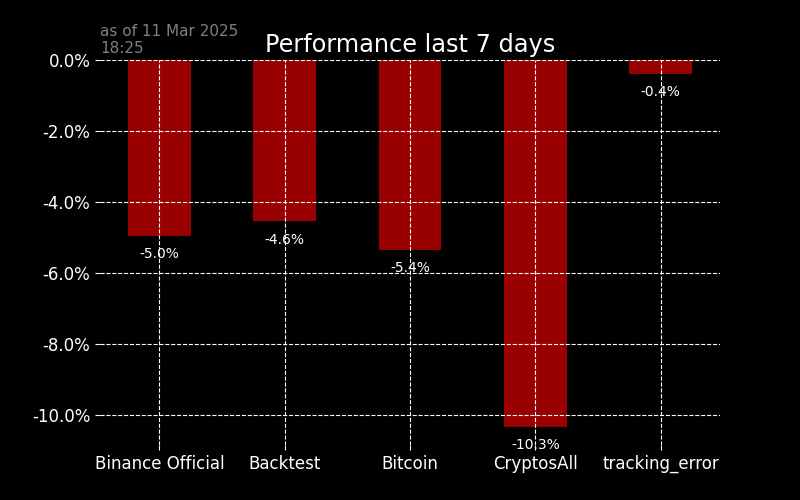 as of 11 Mar 2025
18:25
Performance last 7 days
0.0%
-2.0%
-4.0%
-6.0%
-8.0%
-10.0%
-5.0%
-4.6%
-5.4%
-10.3%
-0.4%
Binance Official
Backtest
Bitcoin
CryptosAll
tracking_error